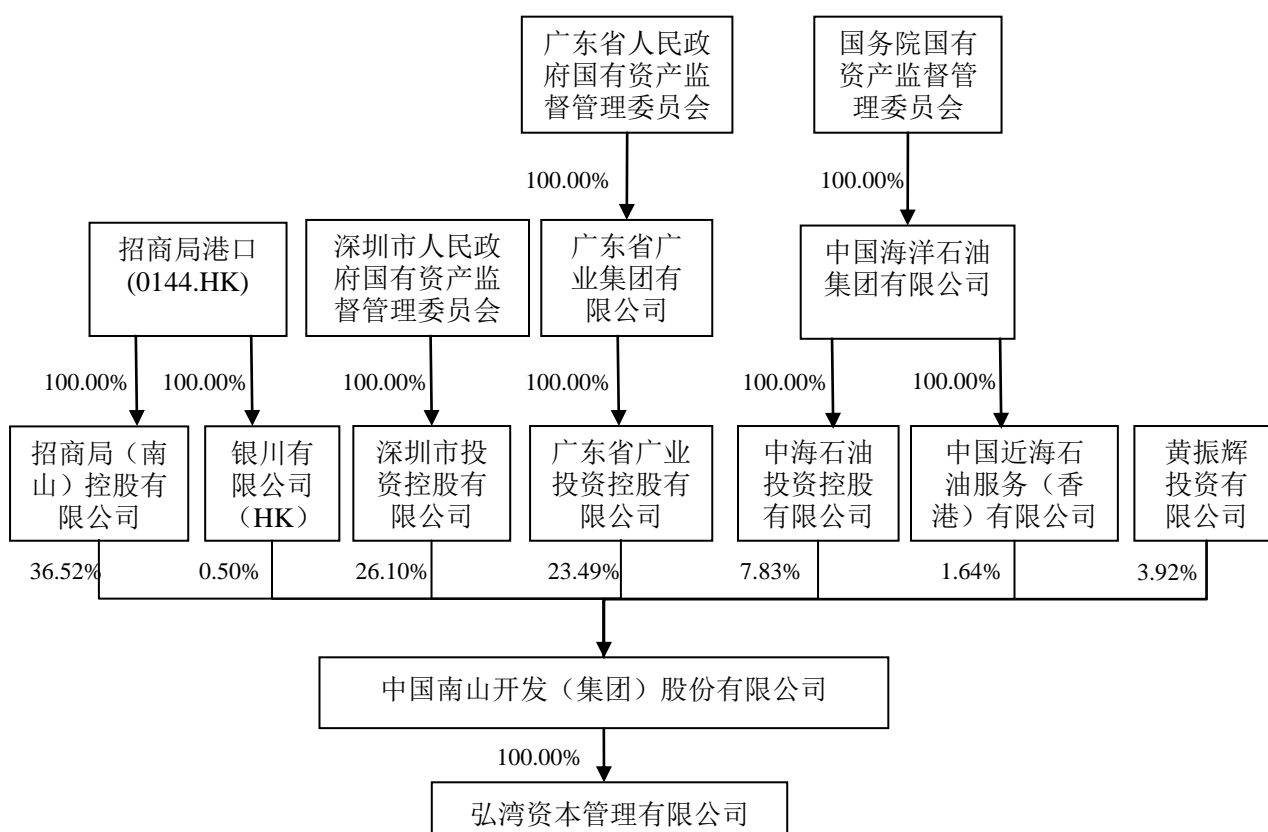 广东省人民政
府国有资产监
督管理委员会
国务院国有
资产监督管
理委员会
100.00%
100.00%
招商局港口
(0144.HK)
深圳市人民政
府国有资产监
督管理委员会
广东省广
业集团有
限公司
中国海洋石油
集团有限公司
100.00%
100.00%
100.00%
100.00%
100.00%
100.00%
招商局（南
山）控股有
限公司
银川有
限公司
（HK）
深圳市投
资控股有
限公司
广东省广业
投资控股有
限公司
中海石油
投资控股
有限公司
中国近海石
油服务（香
港）有限公司
黄振辉
投资有
限公司
36.52%
0.50%
26.10%
23.49%
7.83%
1.64%
3.92%
中国南山开发（集团）股份有限公司
100.00%
弘湾资本管理有限公司